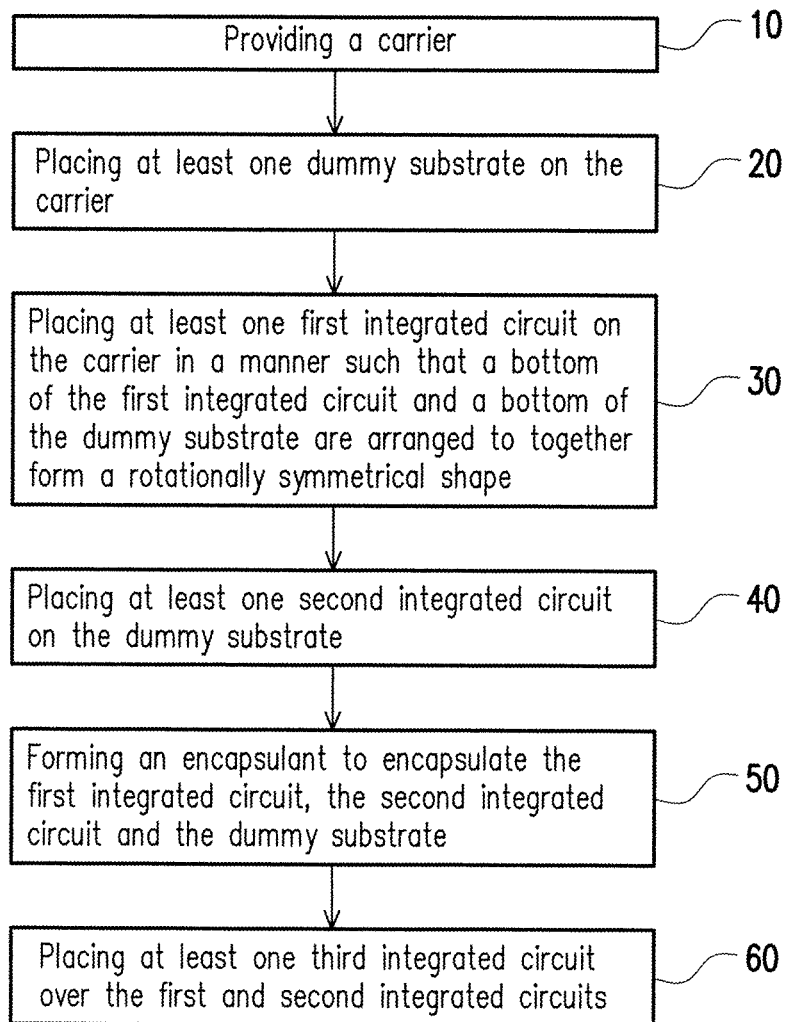 Providing a carrier
10
Placing at least one dummy substrate on the
carrier
20
Placing at least one first integrated circuit on
the carrier in a manner such that a bottom
of the first integrated circuit and a bottom of
the dummy substrate are arranged to together
form a rotationally symmetrical shape
30
Placing at least one second integrated circuit
on the dummy substrate
40
Forming an encapsulant to encapsulate the
first integrated circuit, the second integrated
circuit and the dummy substrate
50
Placing at least one third integrated circuit
over the first and second integrated circuits
60